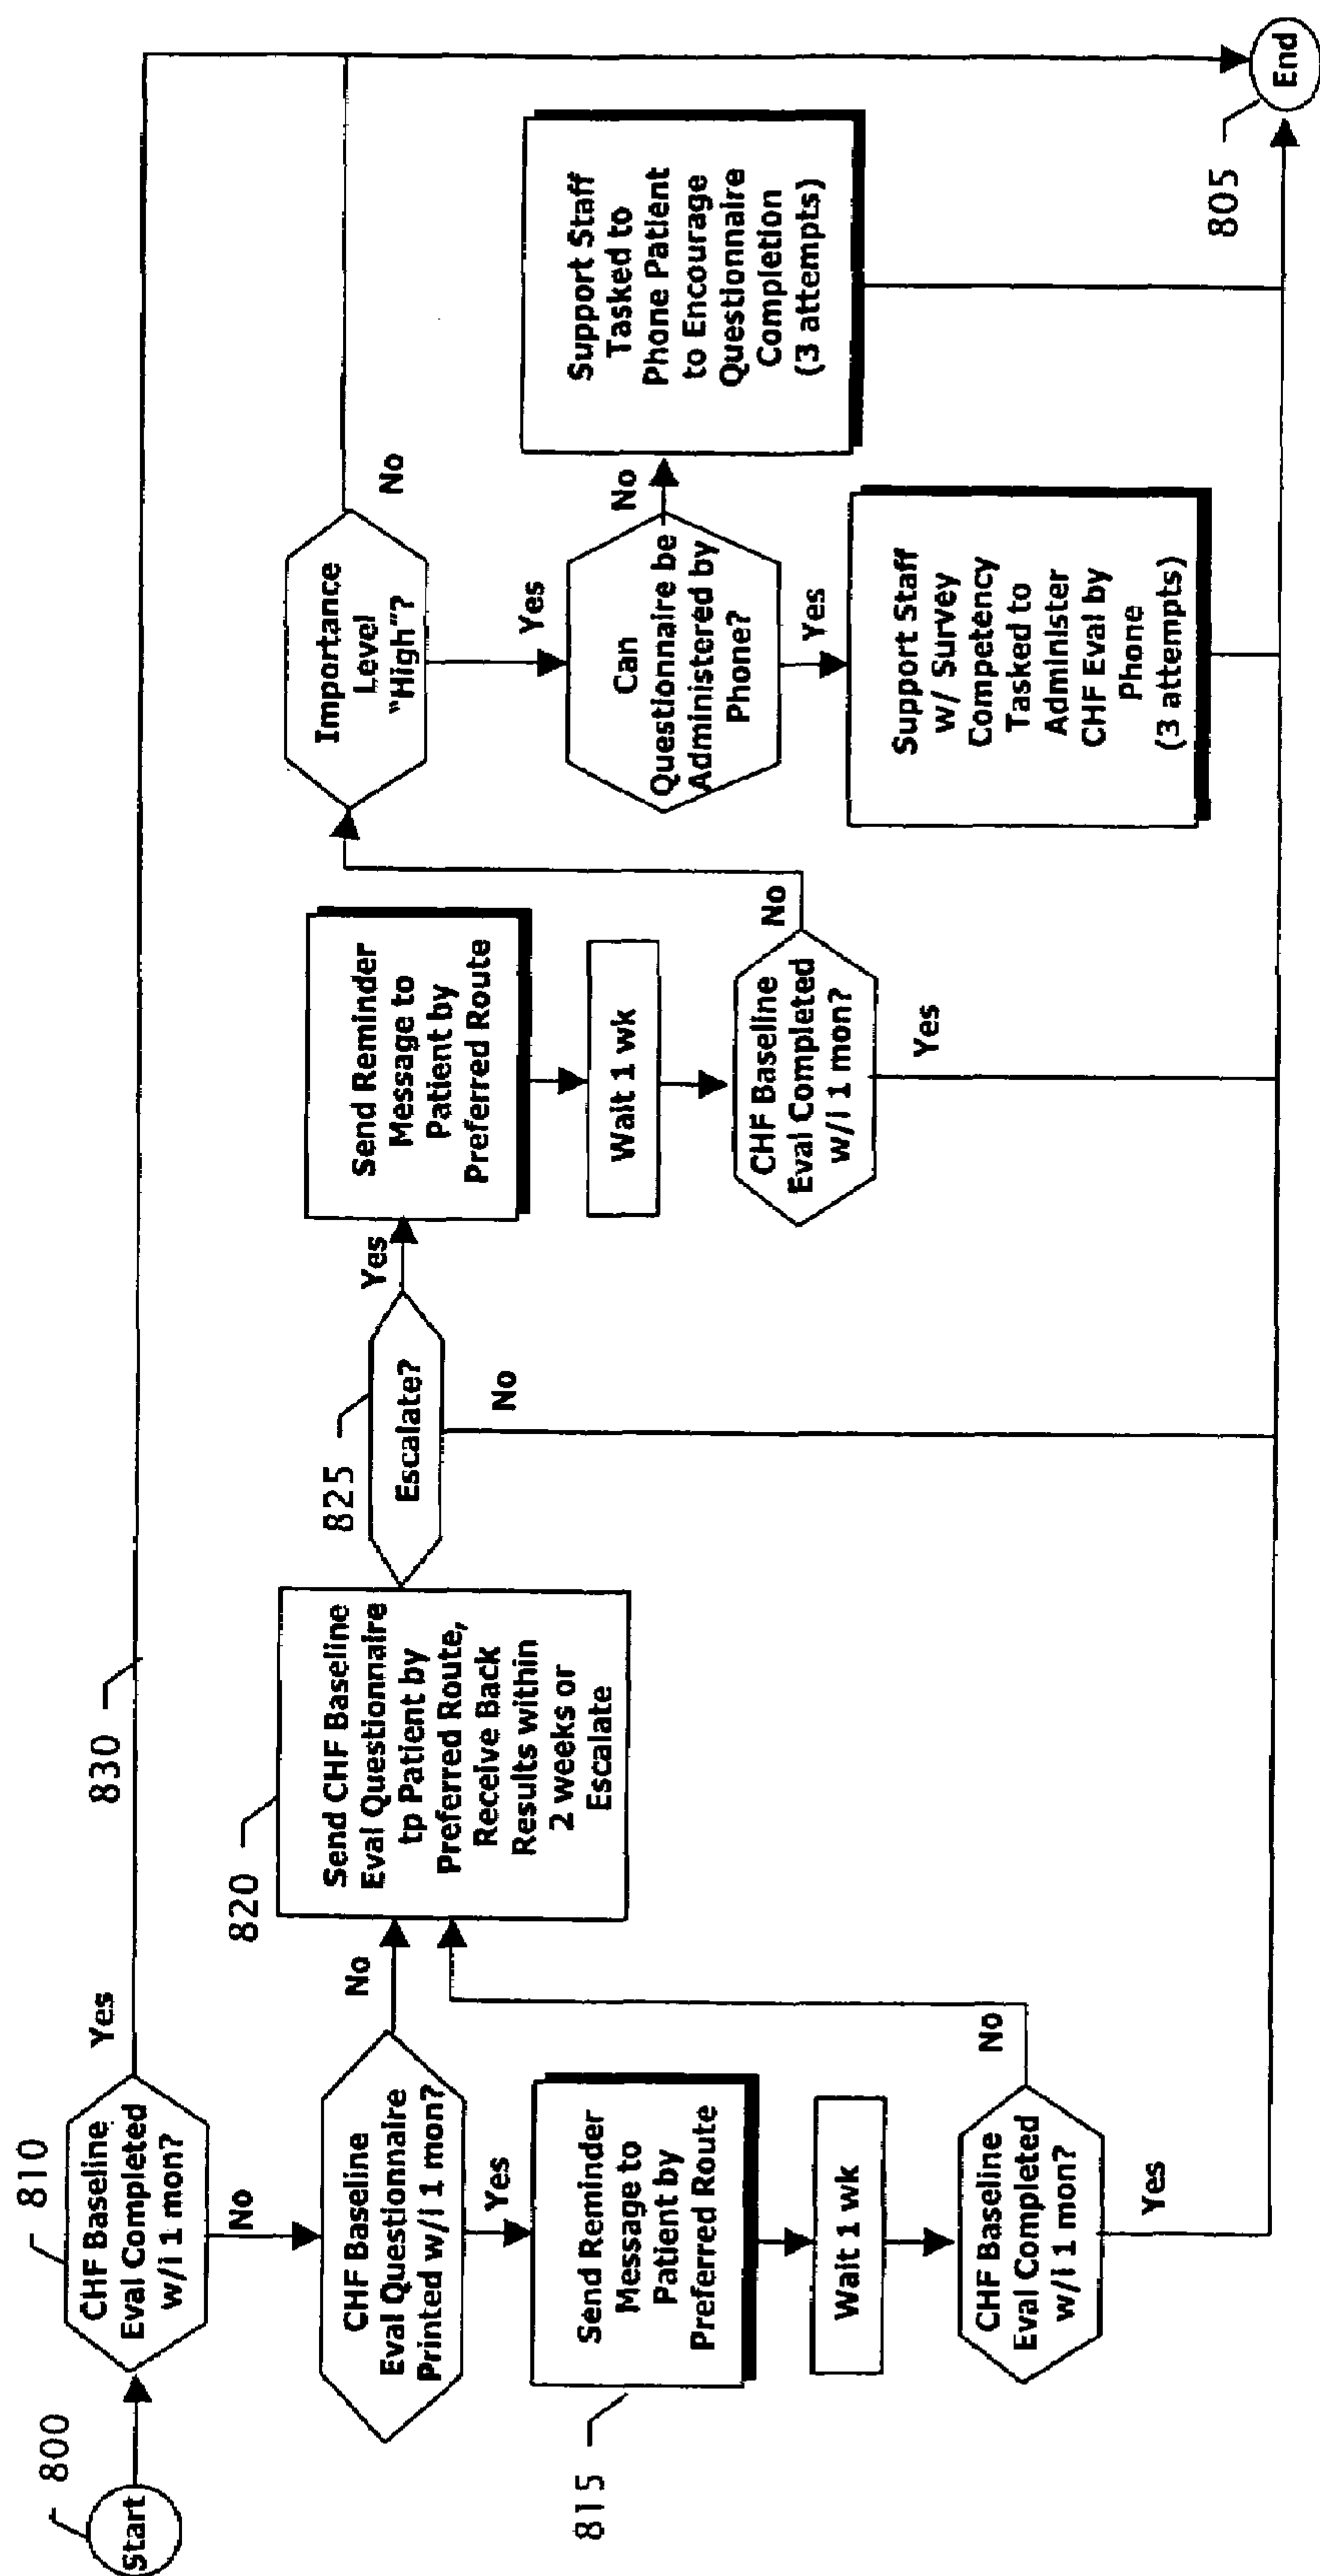 800
Start
810
CHF Baseline
Eval Completed
w/i 1 mon?
Yes
No
830
CHF Baseline
Eval Questionnaire
Printed w/i 1 mon?
No
Yes
815
Send Reminder
Message to
Patient by
Preferred Route
Wait 1 wk
CHF Baseline
Eval Completed
w/i 1 mon?
No
Yes
820
Send CHF Baseline
Eval Questionnaire
tp Patient by
Preferred Route,
Receive Back
Results within
2 weeks or
Escalate
825
Escalate?
Yes
No
Send Reminder
Message to
Patient by
Preferred Route
Wait 1 wk
CHF Baseline
Eval Completed
w/i 1 mon?
No
Yes
Importance
Level
"High"?
No
Yes
Can
Questionnaire be
Administered by
Phone?
No
Yes
Support Staff
Tasked to
Phone Patient
to Encourage
Questionnaire
Completion
(3 attempts)
Support Staff
w/ Survey
Competency
Tasked to
Administer
CHF Eval by
Phone
(3 attempts)
805
End